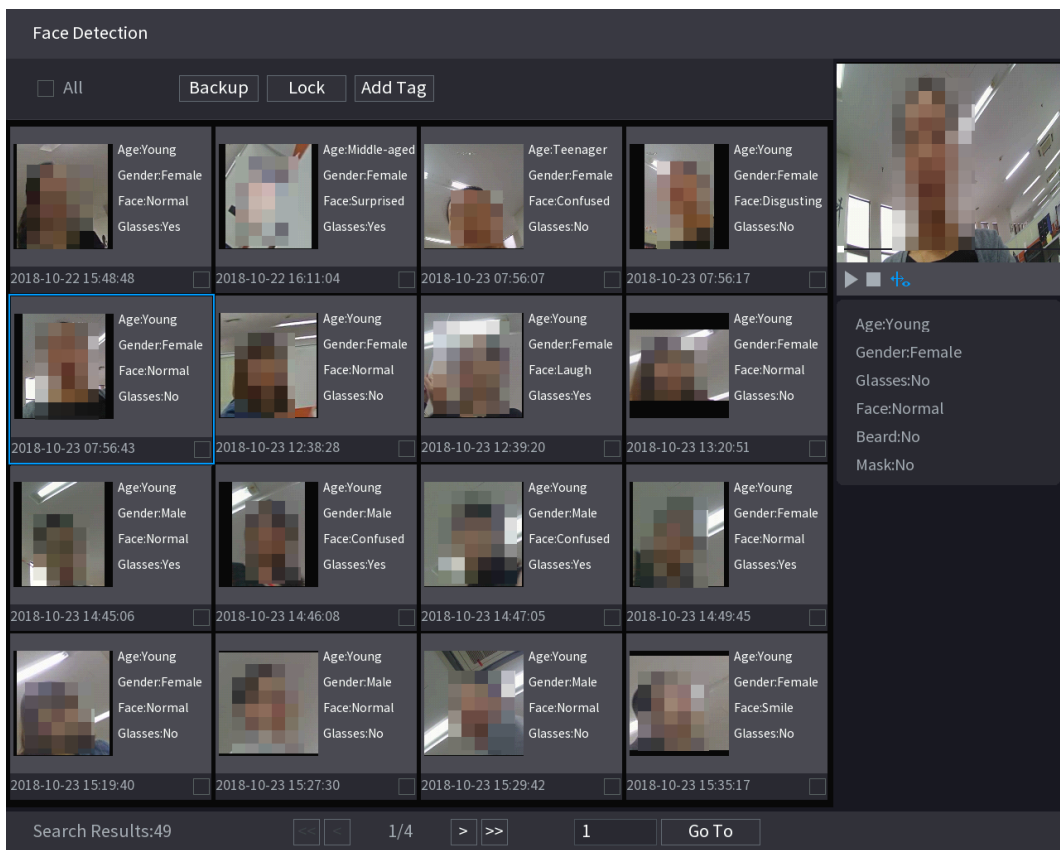 Face Detection
All Backup Lock Add Tag
Age:Young
Gender:Female
Face:Normal
Glasses:Yes
2018-10-22 15:48:48
Age:Middle-aged
Gender:Female
Face:Surprised
Glasses:Yes
2018-10-22 16:11:04
Age:Teenager
Gender:Female
Face:Confused
Glasses:No
2018-10-23 07:56:07
Age:Young
Gender:Female
Face:Disgusting
Glasses:No
2018-10-23 07:56:17
Age:Young
Gender:Female
Face:Normal
Glasses:No
2018-10-23 07:56:43
Age:Young
Gender:Female
Face:Normal
Glasses:No
2018-10-23 12:38:28
Age:Young
Gender:Female
Face:Laugh
Glasses:Yes
2018-10-23 12:39:20
Age:Young
Gender:Female
Face:Normal
Glasses:No
2018-10-23 13:20:51
Age:Young
Gender:Male
Face:Normal
Glasses:Yes
2018-10-23 14:45:06
Age:Young
Gender:Male
Face:Confused
Glasses:Yes
2018-10-23 14:46:08
Age:Young
Gender:Male
Face:Confused
Glasses:Yes
2018-10-23 14:47:05
Age:Young
Gender:Female
Face:Normal
Glasses:Yes
2018-10-23 14:49:45
Age:Young
Gender:Female
Face:Normal
Glasses:No
2018-10-23 15:19:40
Age:Young
Gender:Male
Face:Normal
Glasses:No
2018-10-23 15:27:30
Age:Young
Gender:Male
Face:Normal
Glasses:No
2018-10-23 15:29:42
Age:Young
Gender:Female
Face:Smile
Glasses:No
2018-10-23 15:35:17
Age:Young
Gender:Female
Glasses:No
Face:Normal
Beard:No
Mask:No
Search Results:49 << < 1/4 > >> 1 Go To